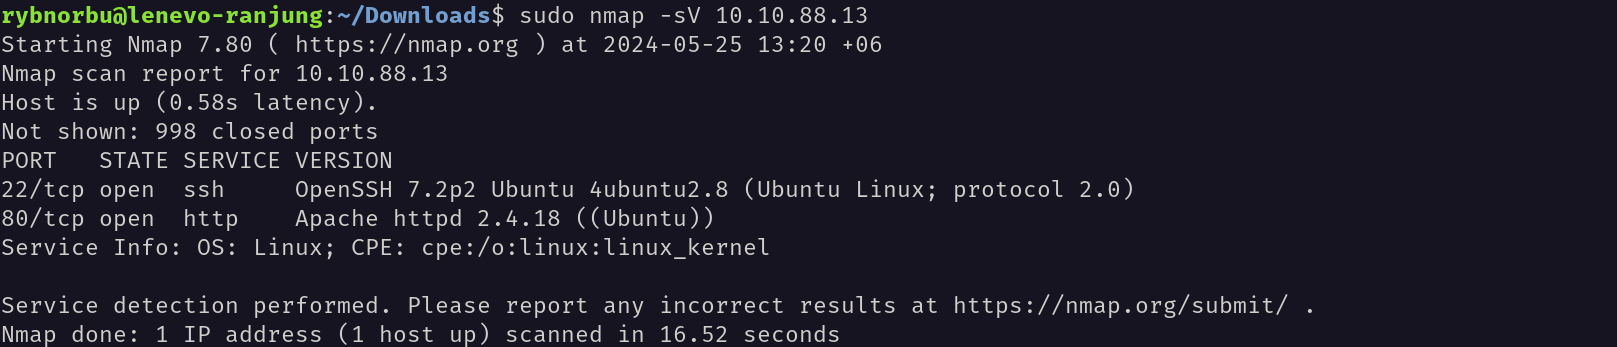 rybnorbu@lenevo-ranjung:~/Downloads$ sudo nmap -sV 10.10.88.13
Starting Nmap 7.80 ( https://nmap.org ) at 2024-05-25 13:20 +06
Nmap scan report for 10.10.88.13
Host is up (0.58s latency).
Not shown: 998 closed ports
PORT   STATE SERVICE VERSION
22/tcp open  ssh     OpenSSH 7.2p2 Ubuntu 4ubuntu2.8 (Ubuntu Linux; protocol 2.0)
80/tcp open  http    Apache httpd 2.4.18 ((Ubuntu))
Service Info: OS: Linux; CPE: cpe:/o:linux:linux_kernel
Service detection performed. Please report any incorrect results at https://nmap.org/submit/ .
Nmap done: 1 IP address (1 host up) scanned in 16.52 seconds